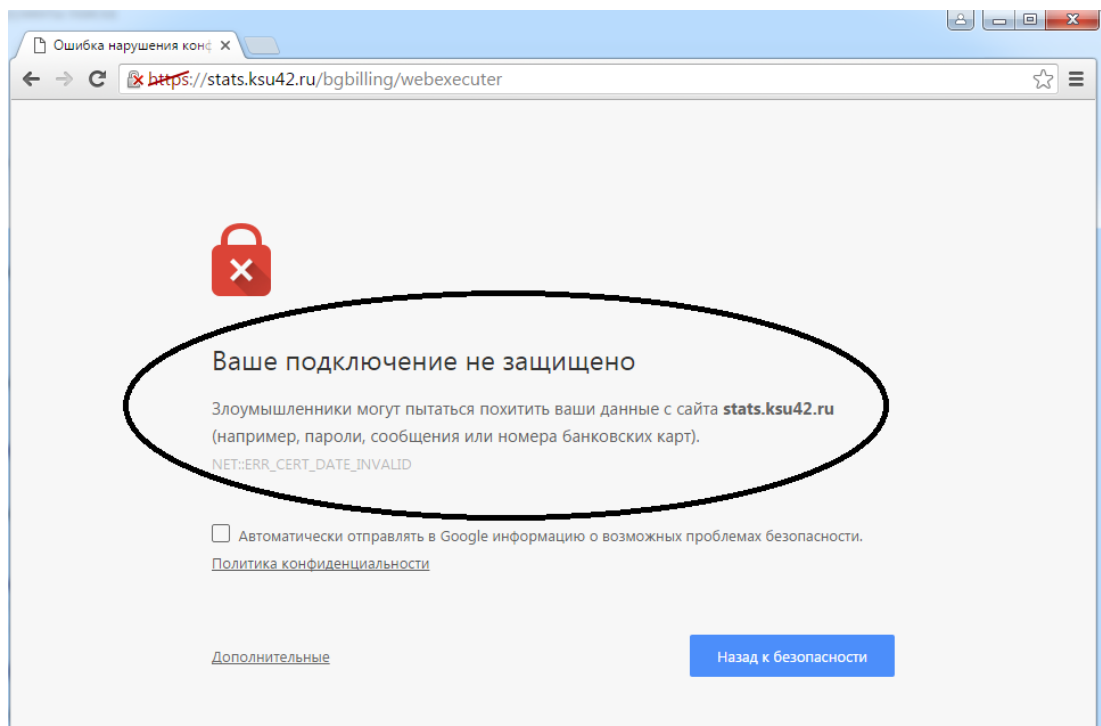 Ошибка нарушения конф
https://stats.ksu42.ru/bgbilling/webexecuter
Ваше подключение не защищено
Злоумышленники могут пытаться похитить ваши данные с сайта stats.ksu42.ru
(например, пароли, сообщения или номера банковских карт).
NET::ERR_CERT_DATE_INVALID
Автоматически отправлять в Google информацию о возможных проблемах безопасности.
Политика конфиденциальности
Дополнительные
Назад к безопасности